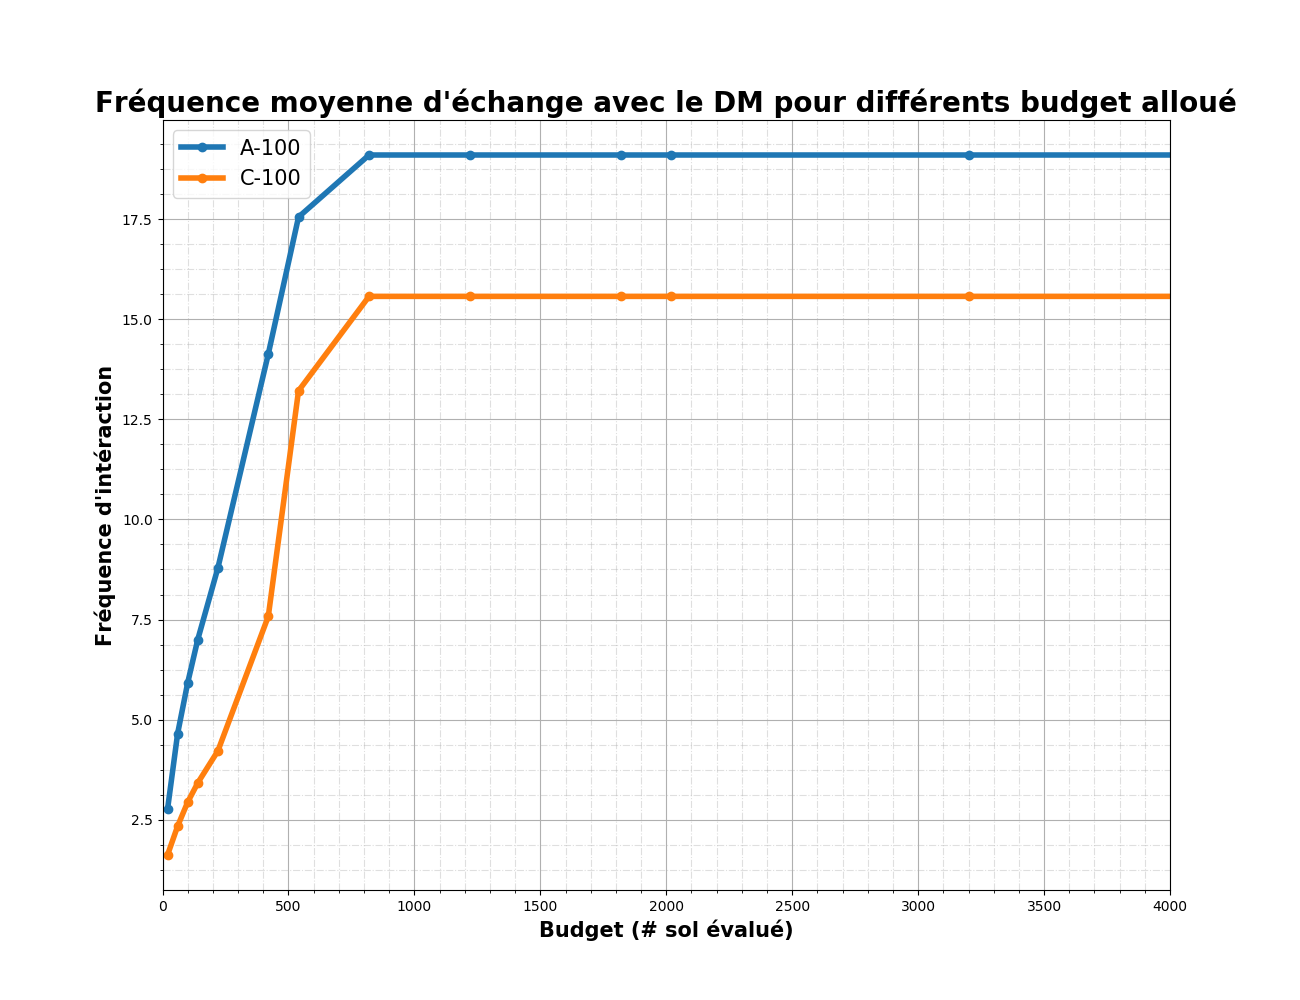 Fréquence moyenne d'échange avec le DM pour différents budget alloué
A-100
C-100
17.5
15.0
12.5
10.0
7.5
5.0
2.5
Fréquence d'intéraction
0 500 1000 1500 2000 2500 3000 3500 4000
Budget (# sol évalué)